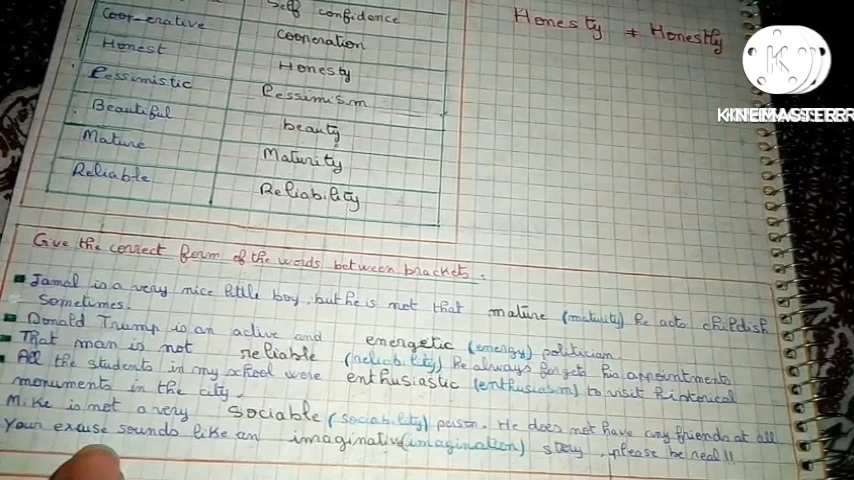 Self confidence
Cooperative
Cooperation
Honest
Honesty
Pessimistic
Pessimism
Beautiful
beauty
Mature
Maturity
Reliable
Reliability
Honesty ≠ Honestly
KINEMASTER
Give the correct form of the words between brackets.
Jamal is a very nice little boy, but he is not that mature (maturity) he acts childish
sometimes.
Donald Trump is an active and energetic (energy) politician
That man is not reliable (reliability) he always forgets his appointments
All the students in my school were enthusiastic (enthusiasm) to visit historical
monuments in the city.
Mike is not a very sociable (sociability) person. He does not have any friends at all
Your excuse sounds like an imaginative (imagination) story, please be real!!